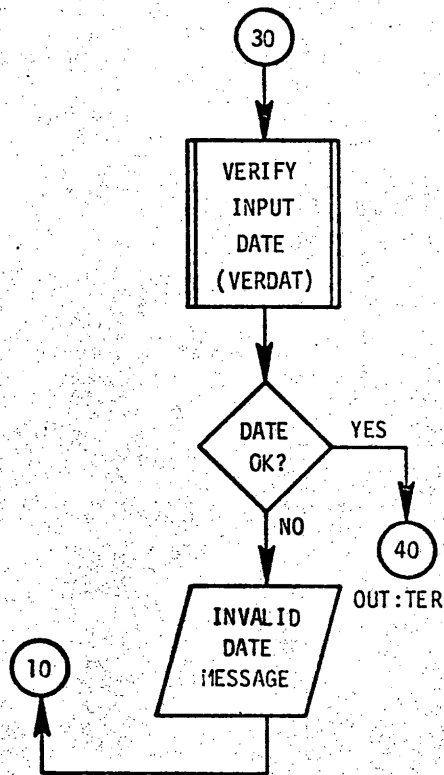 30
VERIFY
INPUT
DATE
(VERDAT)
DATE
OK?
YES
NO
40
OUT:TER
INVALID
DATE
MESSAGE
10